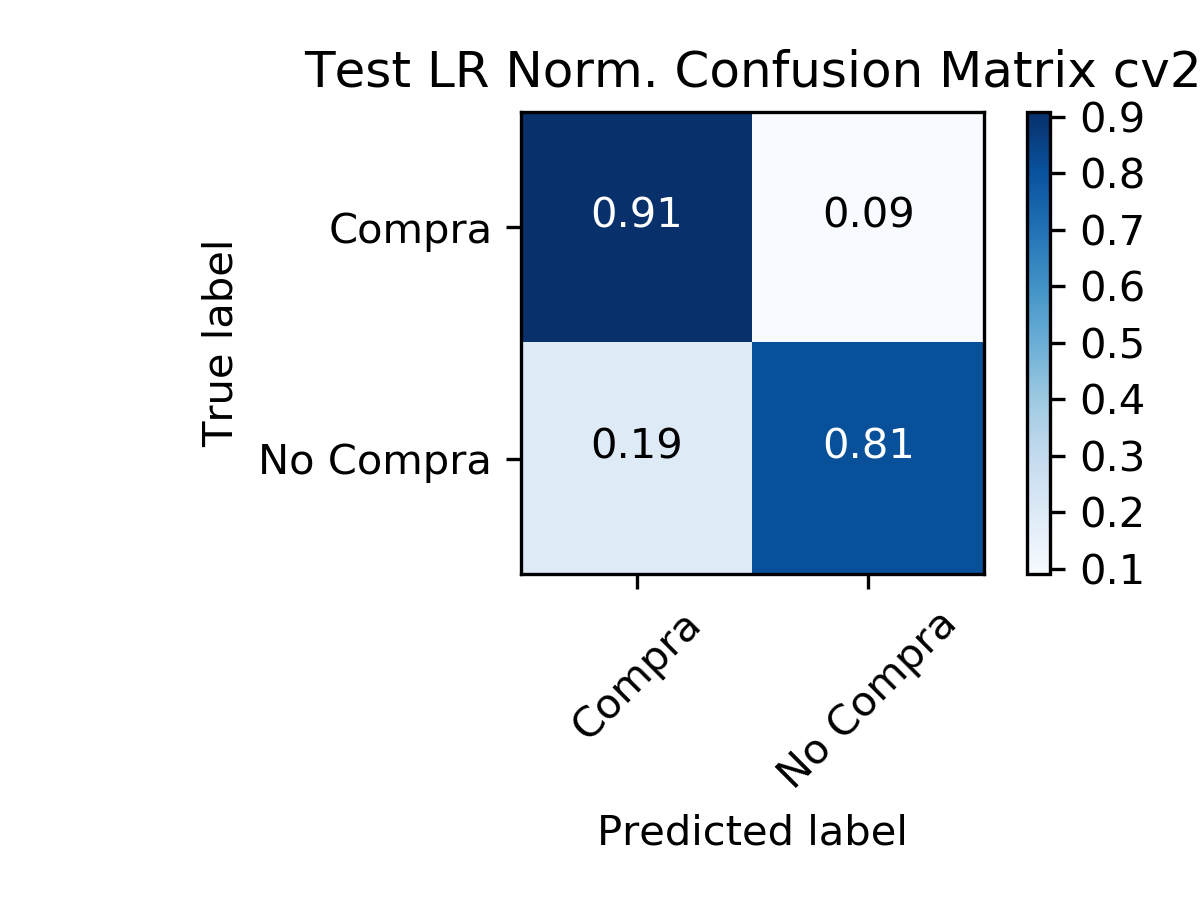 Test LR Norm. Confusion Matrix cv2
True label
Compra
No Compra
0.91
0.09
0.19
0.81
0.9
0.8
0.7
0.6
0.5
0.4
0.3
0.2
0.1
Compra
No Compra
Predicted label